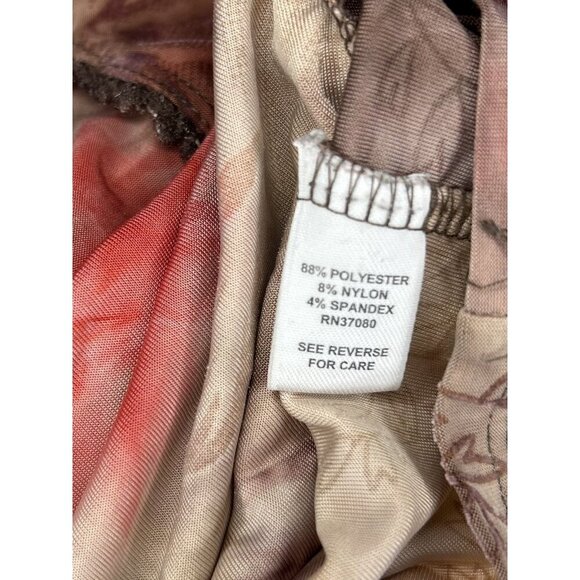 88% POLYESTER
8% NYLON
4% SPANDEX
RN37080
SEE REVERSE
FOR CARE